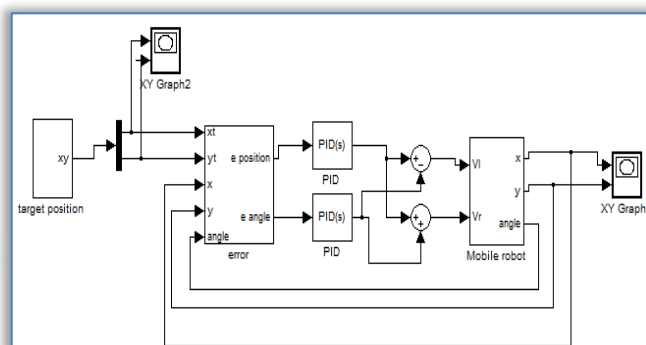 XY Graph2
xy
target position
xt
yt
x
y
angle
e position
e angle
error
PID(s)
PID
PID(s)
PID
+
−
+
+
Vl
Vr
x
y
angle
Mobile robot
XY Graph